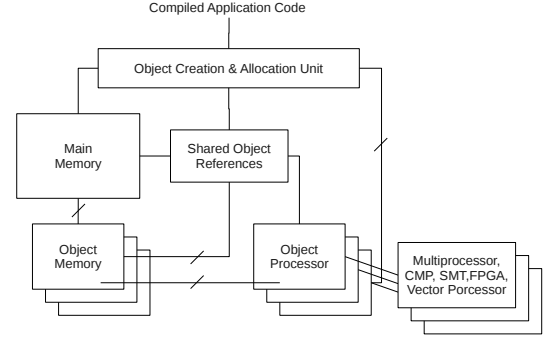 Compiled Application Code
Object Creation & Allocation Unit
Main
Memory
Shared Object
References
Object
Memory
Object
Processor
Multiprocessor,
CMP, SMT,FPGA,
Vector Porcessor